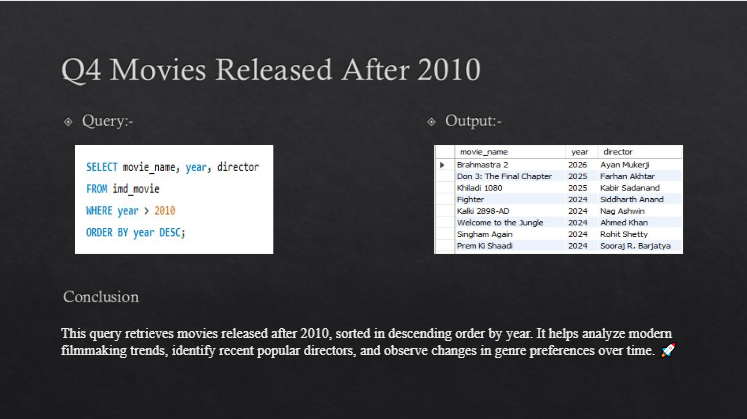 Q4 Movies Released After 2010
Query:-
SELECT movie_name, year, director
FROM imd_movie
WHERE year > 2010
ORDER BY year DESC;
Output:-
movie_name year director
Brahmastra 2 2026 Ayan Mukerji
Don 3: The Final Chapter 2025 Farhan Akhtar
Khiladi 1080 2025 Kabir Sadanand
Fighter 2024 Siddharth Anand
Kalki 2898-AD 2024 Nag Ashwin
Welcome to the Jungle 2024 Ahmed Khan
Singham Again 2024 Rohit Shetty
Prem Ki Shaadi 2024 Sooraj R. Barjatya
Conclusion
This query retrieves movies released after 2010, sorted in descending order by year. It helps analyze modern
filmmaking trends, identify recent popular directors, and observe changes in genre preferences over time. 🚀